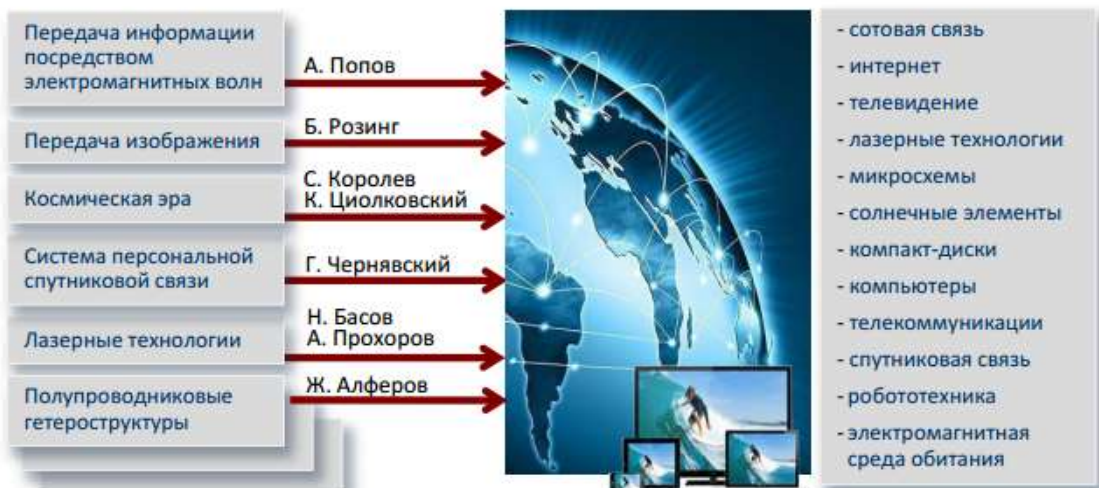 Передача информации
посредством
электромагнитных волн
А. Попов
Передача изображения
Б. Розинг
Космическая эра
С. Королев
К. Циолковский
Система персональной
спутниковой связи
Г. Чернявский
Лазерные технологии
Н. Басов
А. Прохоров
Полупроводниковые
гетероструктуры
Ж. Алферов
- сотовая связь
- интернет
- телевидение
- лазерные технологии
- микросхемы
- солнечные элементы
- компакт-диски
- компьютеры
- телекоммуникации
- спутниковая связь
- робототехника
- электромагнитная
среда обитания